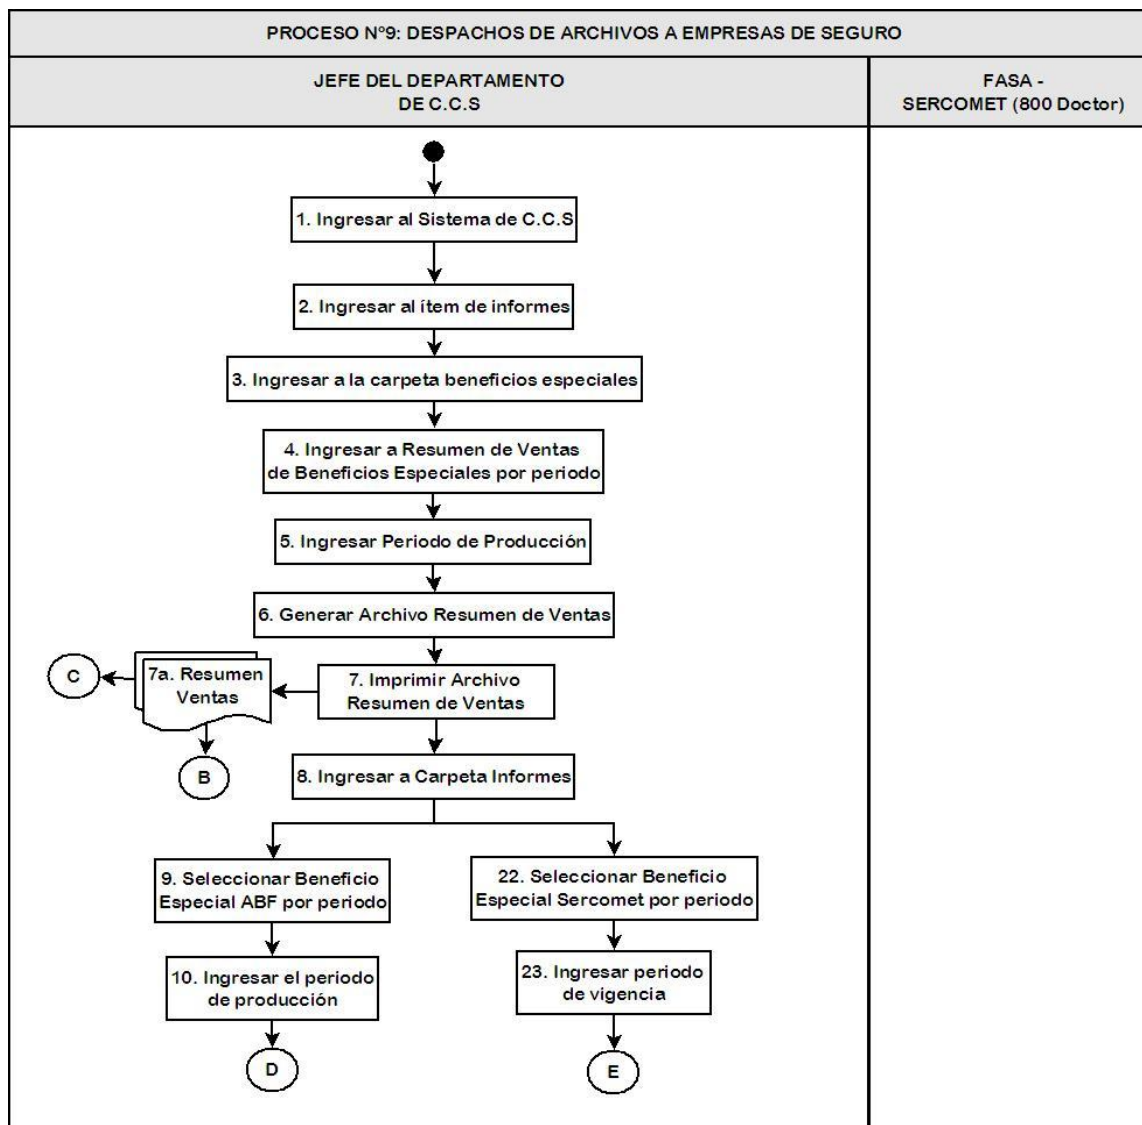 PROCESO Nº9: DESPACHOS DE ARCHIVOS A EMPRESAS DE SEGURO
JEFE DEL DEPARTAMENTO
DE C.C.S
FASA -
SERCOMET (800 Doctor)
1. Ingresar al Sistema de C.C.S
2. Ingresar al ítem de informes
3. Ingresar a la carpeta beneficios especiales
4. Ingresar a Resumen de Ventas
de Beneficios Especiales por periodo
5. Ingresar Periodo de Producción
6. Generar Archivo Resumen de Ventas
C
7a. Resumen
Ventas
7. Imprimir Archivo
Resumen de Ventas
B
8. Ingresar a Carpeta Informes
9. Seleccionar Beneficio
Especial ABF por periodo
22. Seleccionar Beneficio
Especial Sercomet por periodo
10. Ingresar el periodo
de producción
23. Ingresar periodo
de vigencia
D
E